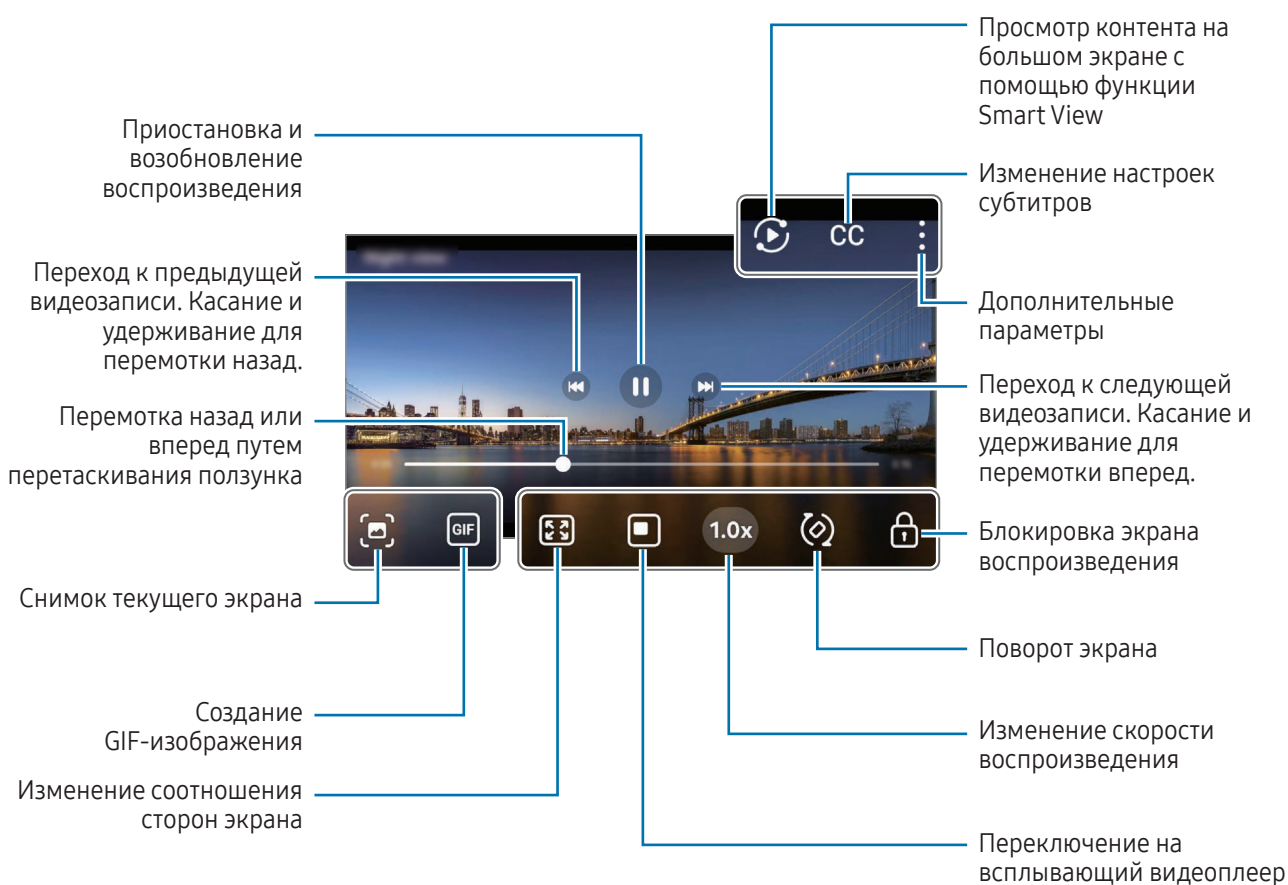 Просмотр контента на
большом экране с
помощью функции
Smart View
Приостановка и
возобновление
воспроизведения
Изменение настроек
субтитров
CC
Переход к предыдущей
видеозаписи. Касание и
удерживание для
перемотки назад.
Дополнительные
параметры
Переход к следующей
видеозаписи. Касание и
удерживание для
перемотки вперед.
Перемотка назад или
вперед путем
перетаскивания ползунка
GIF
1.0x
Блокировка экрана
воспроизведения
Снимок текущего экрана
Поворот экрана
Создание
GIF-изображения
Изменение скорости
воспроизведения
Изменение соотношения
сторон экрана
Переключение на
всплывающий видеоплеер